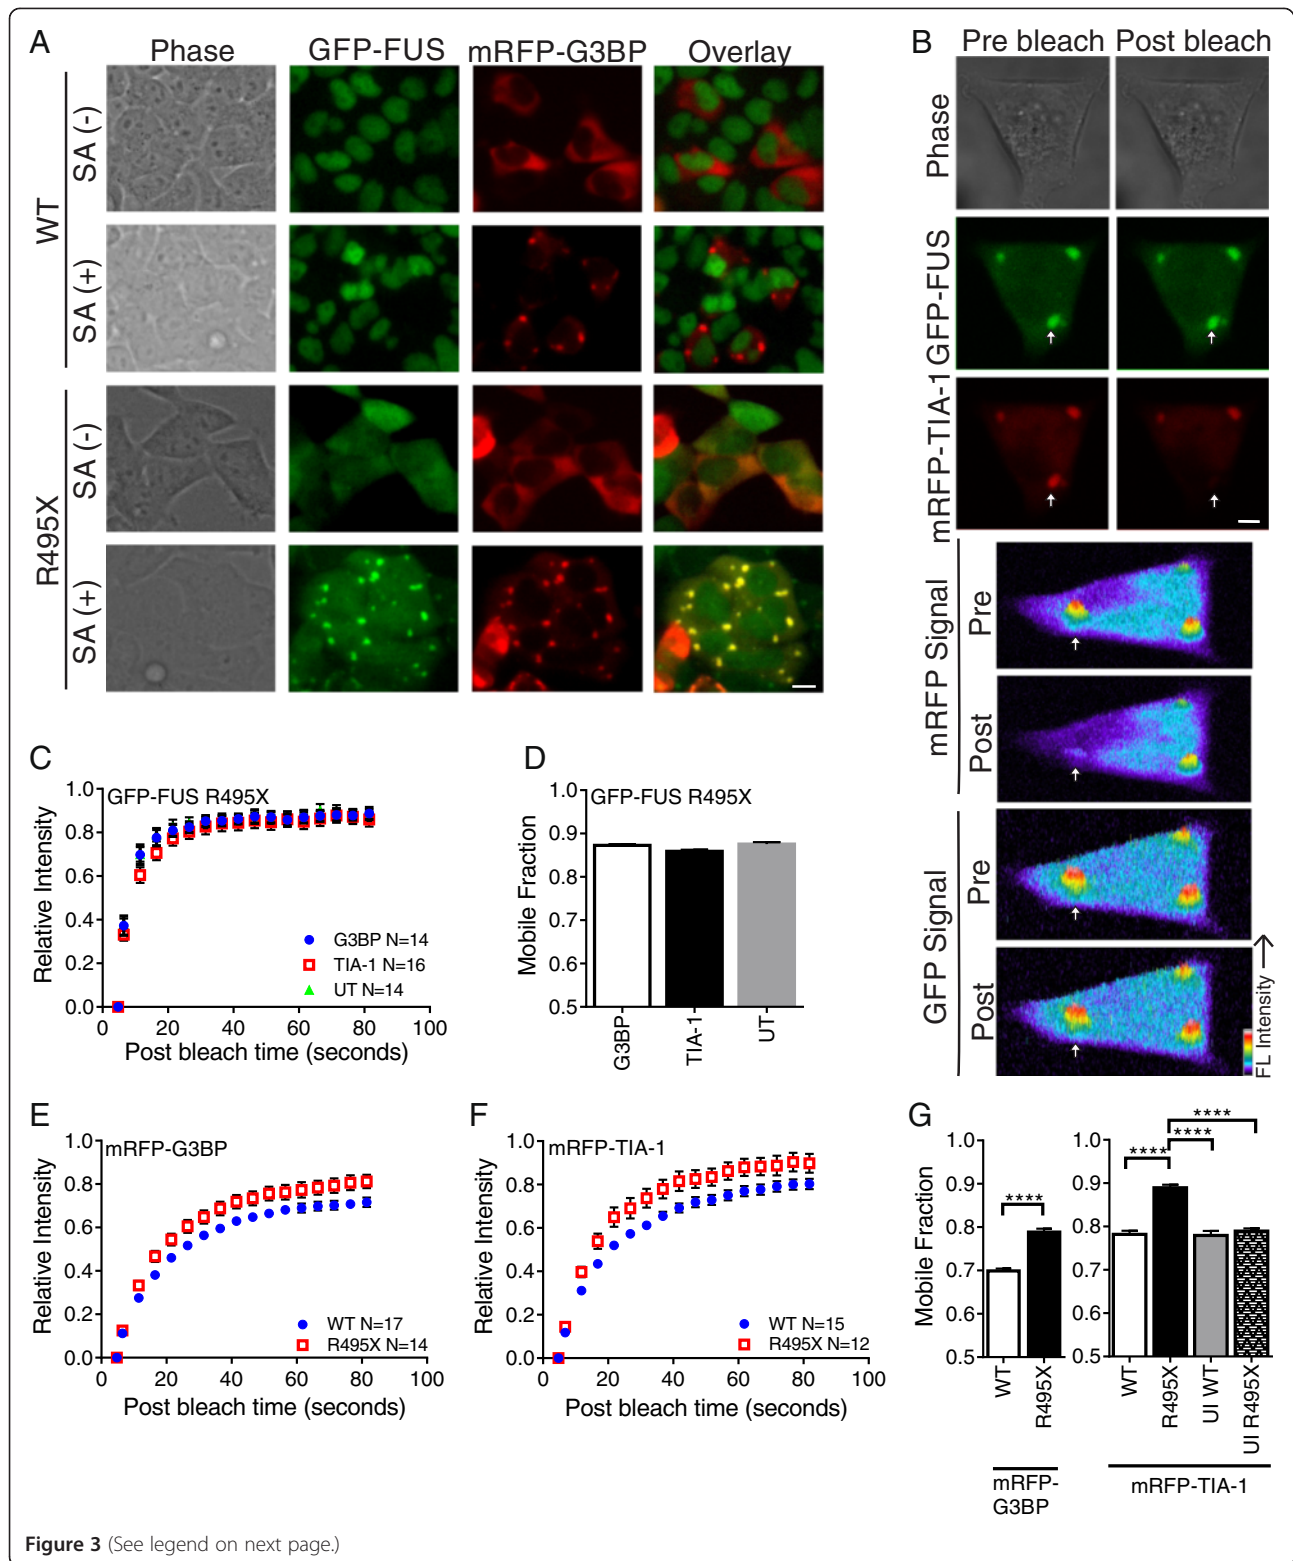 A
Phase GFP-FUS mRFP-G3BP Overlay
WT
SA (-)
SA (+)
R495X
SA (-)
SA (+)
B
Pre bleach Post bleach
Phase
GFP-FUS
mRFP-TIA-1
mRFP Signal
Pre
Post
GFP Signal
Pre
Post
FL Intensity
C
GFP-FUS R495X
Relative Intensity
1.0
0.8
0.6
0.4
0.2
0.0
G3BP N=14
TIA-1 N=16
UT N=14
0 20 40 60 80 100
Post bleach time (seconds)
D
GFP-FUS R495X
Mobile Fraction
1.0
0.9
0.8
0.7
0.6
0.5
G3BP
TIA-1
UT
E
mRFP-G3BP
Relative Intensity
1.0
0.8
0.6
0.4
0.2
0.0
WT N=17
R495X N=14
0 20 40 60 80 100
Post bleach time (seconds)
F
mRFP-TIA-1
Relative Intensity
1.0
0.8
0.6
0.4
0.2
0.0
WT N=15
R495X N=12
0 20 40 60 80 100
Post bleach time (seconds)
G
Mobile Fraction
1.0
0.9
0.8
0.7
0.6
0.5
****
WT
R495X
mRFP-
G3BP
1.0
0.9
0.8
0.7
0.6
0.5
****
****
****
WT
R495X
UI WT
UI R495X
mRFP-TIA-1
Figure 3 (See legend on next page.)